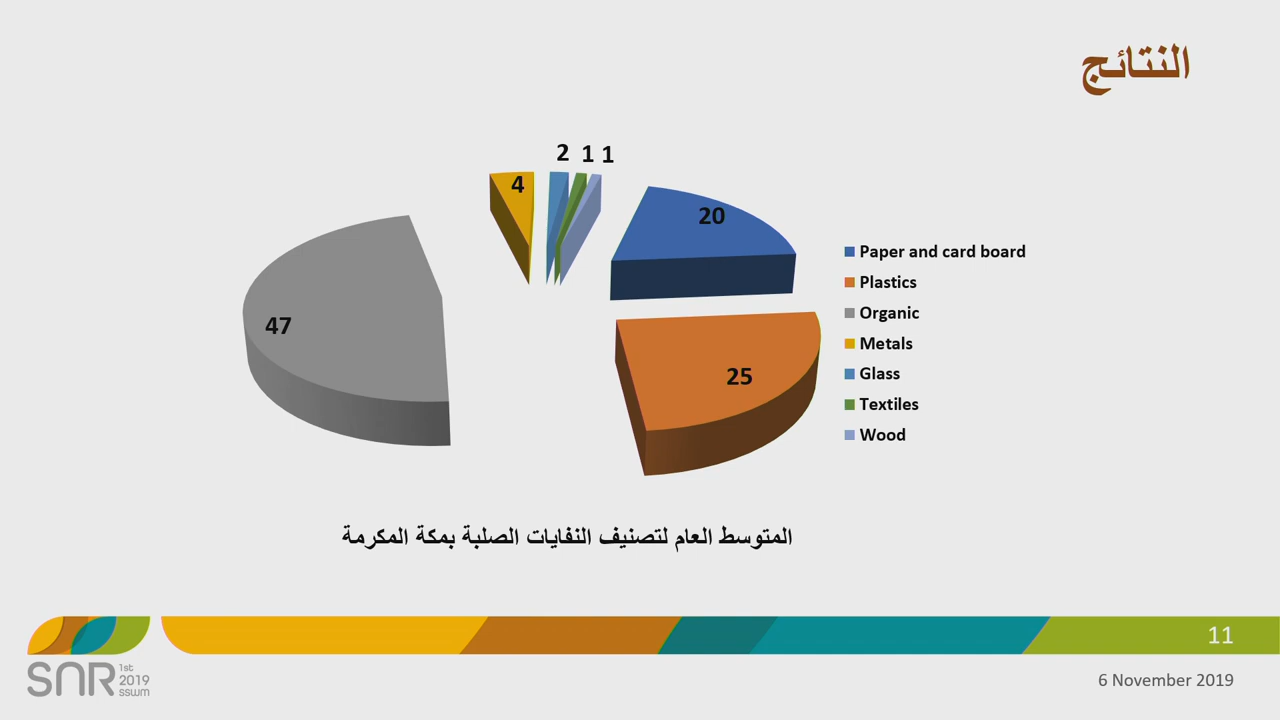 النتائج
2
1
1
4
20
47
25
Paper and card board
Plastics
Organic
Metals
Glass
Textiles
Wood
المتوسط العام لتصنيف النفايات الصلبة بمكة المكرمة
11
SNR 1st
2019
sswm
6 November 2019